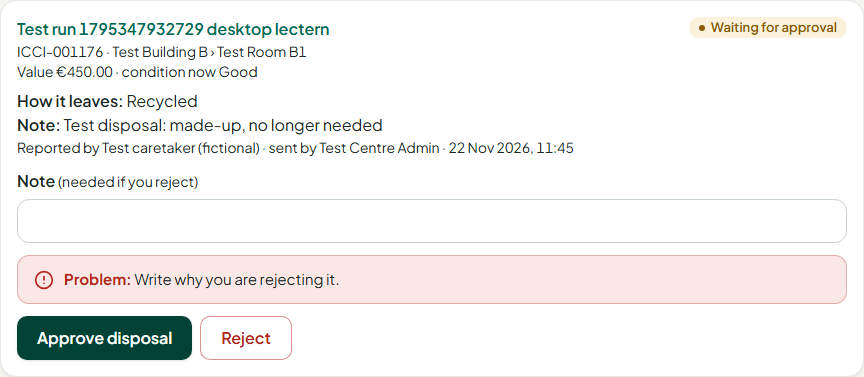 Test run 1795347932729 desktop lectern
Waiting for approval
ICCI-001176 · Test Building B › Test Room B1
Value €450.00 · condition now Good
How it leaves: Recycled
Note: Test disposal: made-up, no longer needed
Reported by Test caretaker (fictional) · sent by Test Centre Admin · 22 Nov 2026, 11:45
Note (needed if you reject)
Problem: Write why you are rejecting it.
Approve disposal
Reject